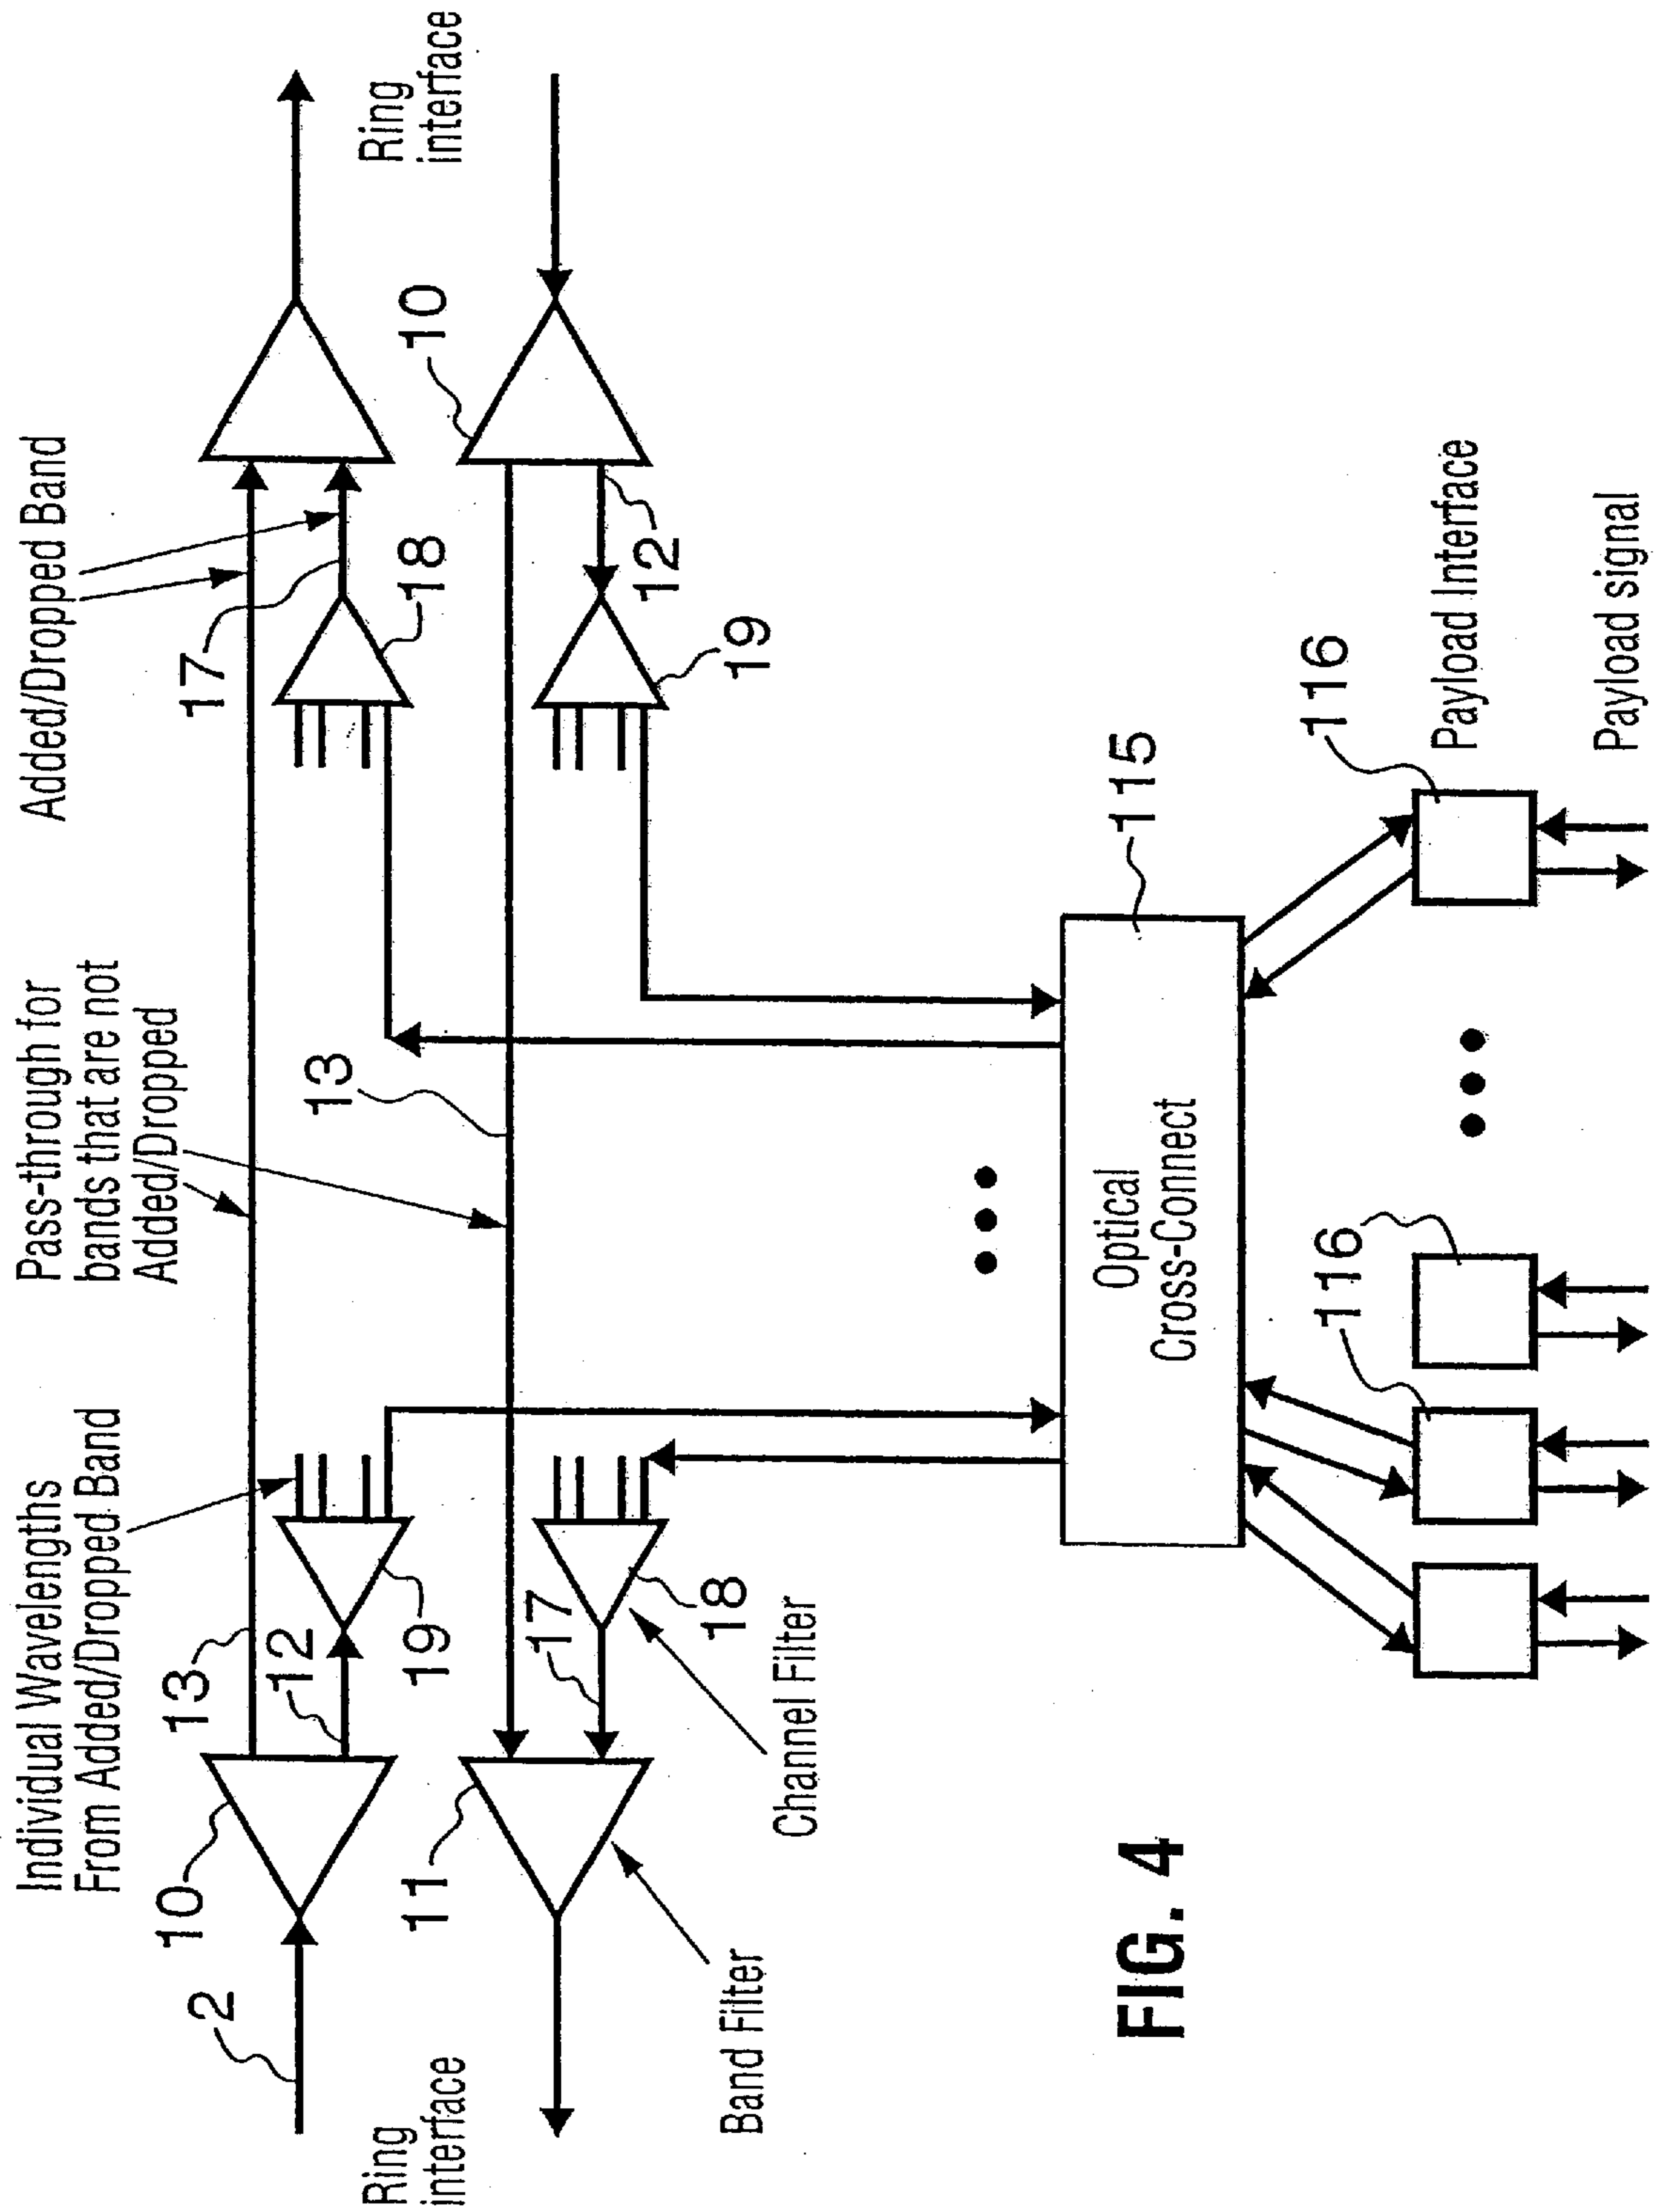 Individual Wavelengths
From Added/Dropped Band
Pass-through for
bands that are not
Added/Dropped
Added/Dropped Band
2
10
13
12
19
13
17
18
Ring
interface
Ring
interface
11
17
18
10
12
19
Band Filter
Channel Filter
Optical
Cross-Connect
115
116
116
116
Payload Interface
Payload signal
FIG. 4